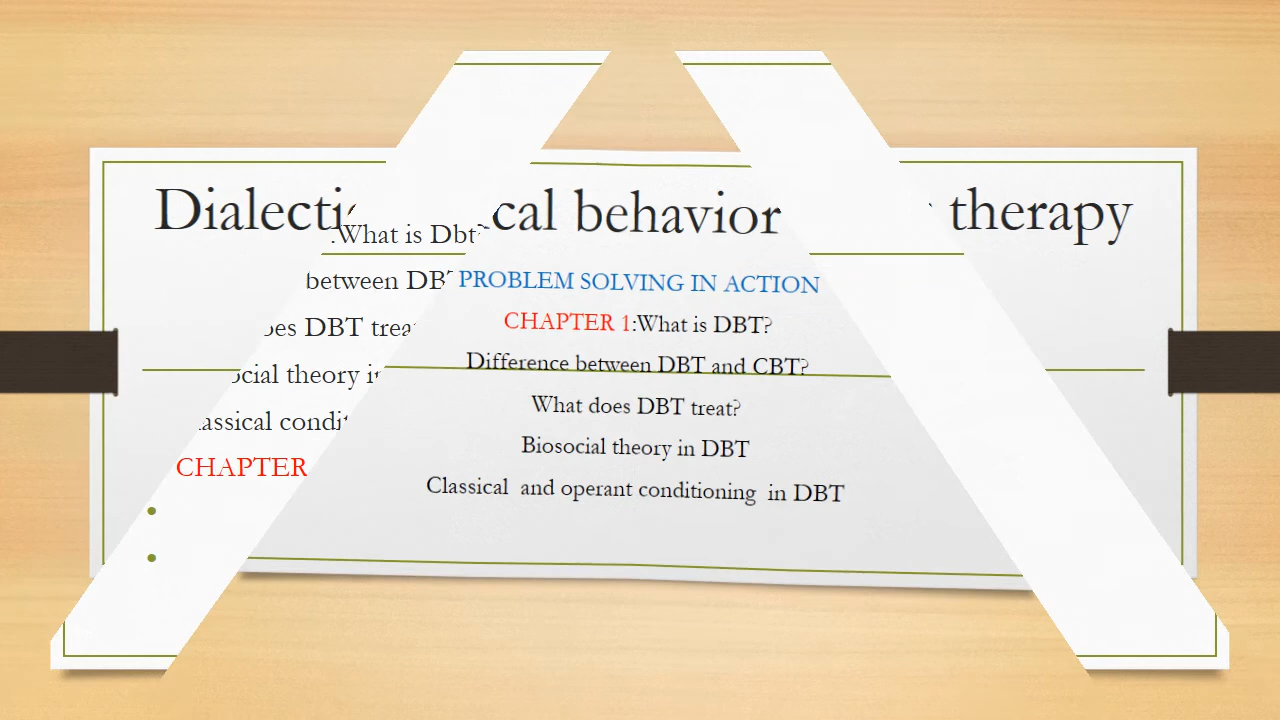 Dialecti cal behavior therapy
What is Dbt
between DB
PROBLEM SOLVING IN ACTION
CHAPTER 1:What is DBT?
DBT
Difference between DBT and CBT?
ocial theory
What does DBT treat?
Biosocial theory in DBT
CHAPTER
Classical and operant conditioning in DBT